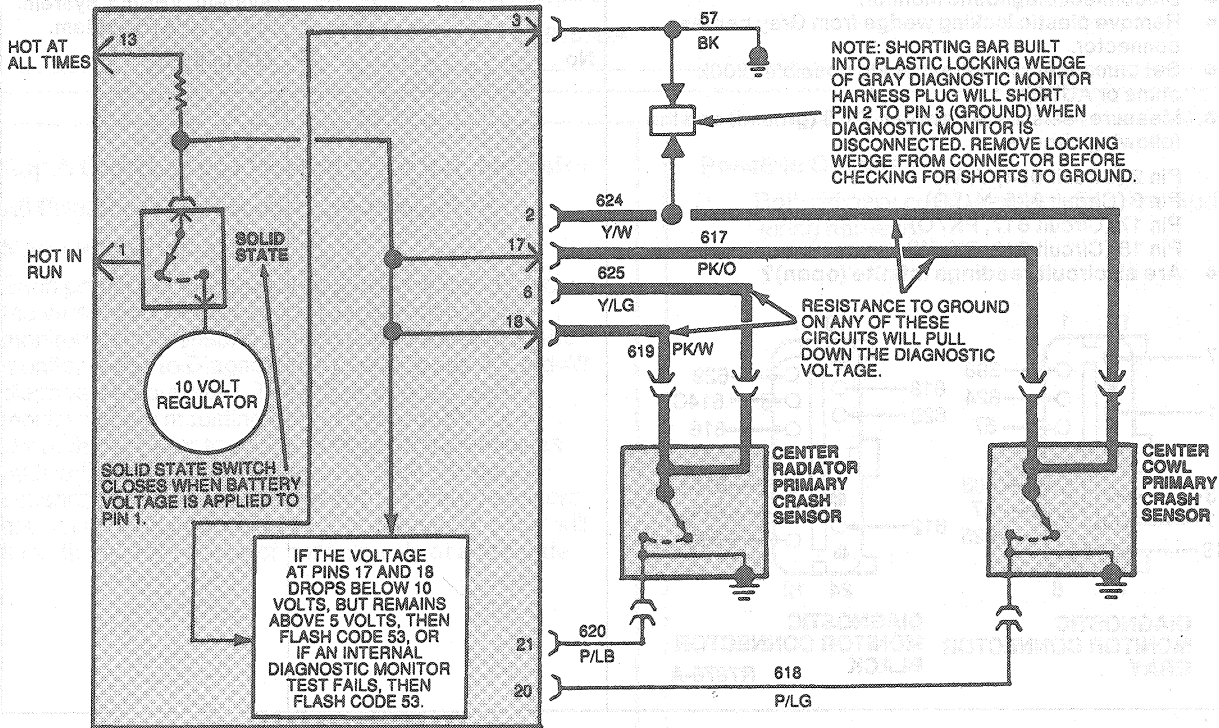 HOT AT
ALL TIMES
13
HOT IN
RUN
1
SOLID
STATE
10 VOLT
REGULATOR
SOLID STATE SWITCH
CLOSES WHEN BATTERY
VOLTAGE IS APPLIED TO
PIN 1.
IF THE VOLTAGE
AT PINS 17 AND 18
DROPS BELOW 10
VOLTS, BUT REMAINS
ABOVE 5 VOLTS, THEN
FLASH CODE 53, OR
IF AN INTERNAL
DIAGNOSTIC MONITOR
TEST FAILS, THEN
FLASH CODE 53.
3
57
BK
NOTE: SHORTING BAR BUILT
INTO PLASTIC LOCKING WEDGE
OF GRAY DIAGNOSTIC MONITOR
HARNESS PLUG WILL SHORT
PIN 2 TO PIN 3 (GROUND) WHEN
DIAGNOSTIC MONITOR IS
DISCONNECTED. REMOVE LOCKING
WEDGE FROM CONNECTOR BEFORE
CHECKING FOR SHORTS TO GROUND.
2
624
Y/W
17
617
PK/O
6
625
Y/LG
18
619
PK/W
RESISTANCE TO GROUND
ON ANY OF THESE
CIRCUITS WILL PULL
DOWN THE DIAGNOSTIC
VOLTAGE.
CENTER
RADIATOR
PRIMARY
CRASH
SENSOR
CENTER
COWL
PRIMARY
CRASH
SENSOR
21
620
P/LB
20
618
P/LG